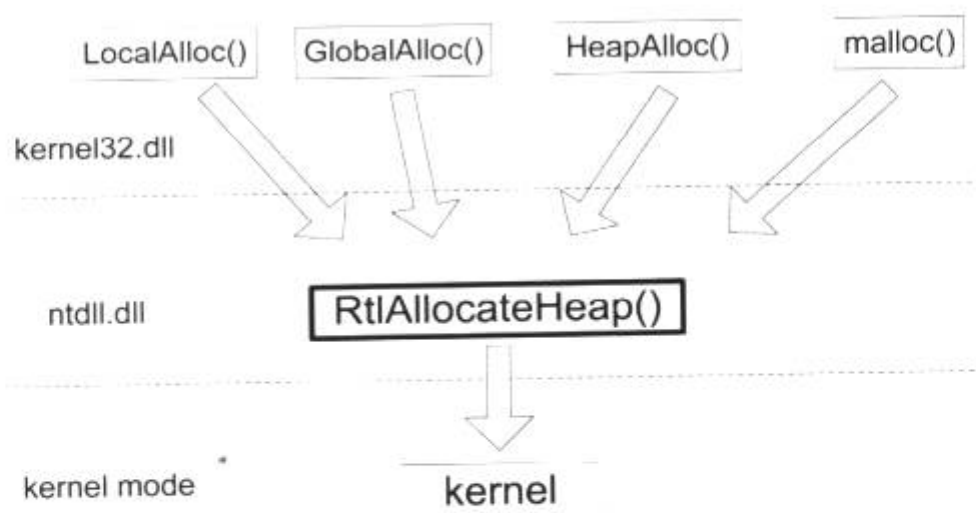 LocalAlloc()
GlobalAlloc()
HeapAlloc()
malloc()
kernel32.dll
ntdll.dll
RtlAllocateHeap()
kernel mode
kernel